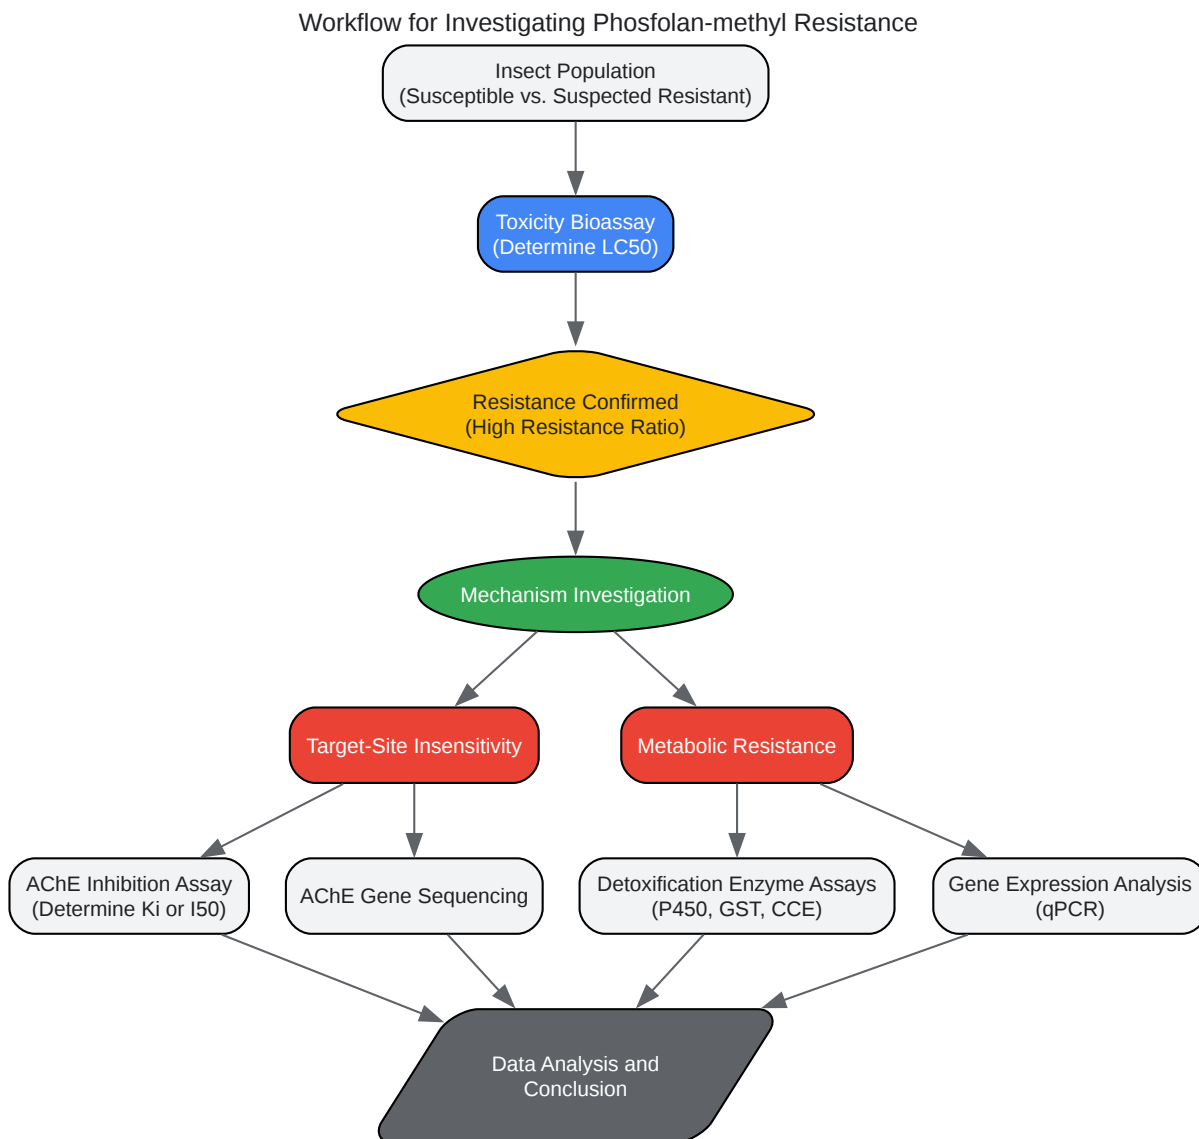 Workflow for Investigating Phosfolan-methyl Resistance
Insect Population
(Susceptible vs. Suspected Resistant)
Toxicity Bioassay
(Determine LC50)
Resistance Confirmed
(High Resistance Ratio)
Mechanism Investigation
Target-Site Insensitivity
Metabolic Resistance
AChE Inhibition Assay
(Determine Ki or I50)
AChE Gene Sequencing
Detoxification Enzyme Assays
(P450, GST, CCE)
Gene Expression Analysis
(qPCR)
Data Analysis and
Conclusion